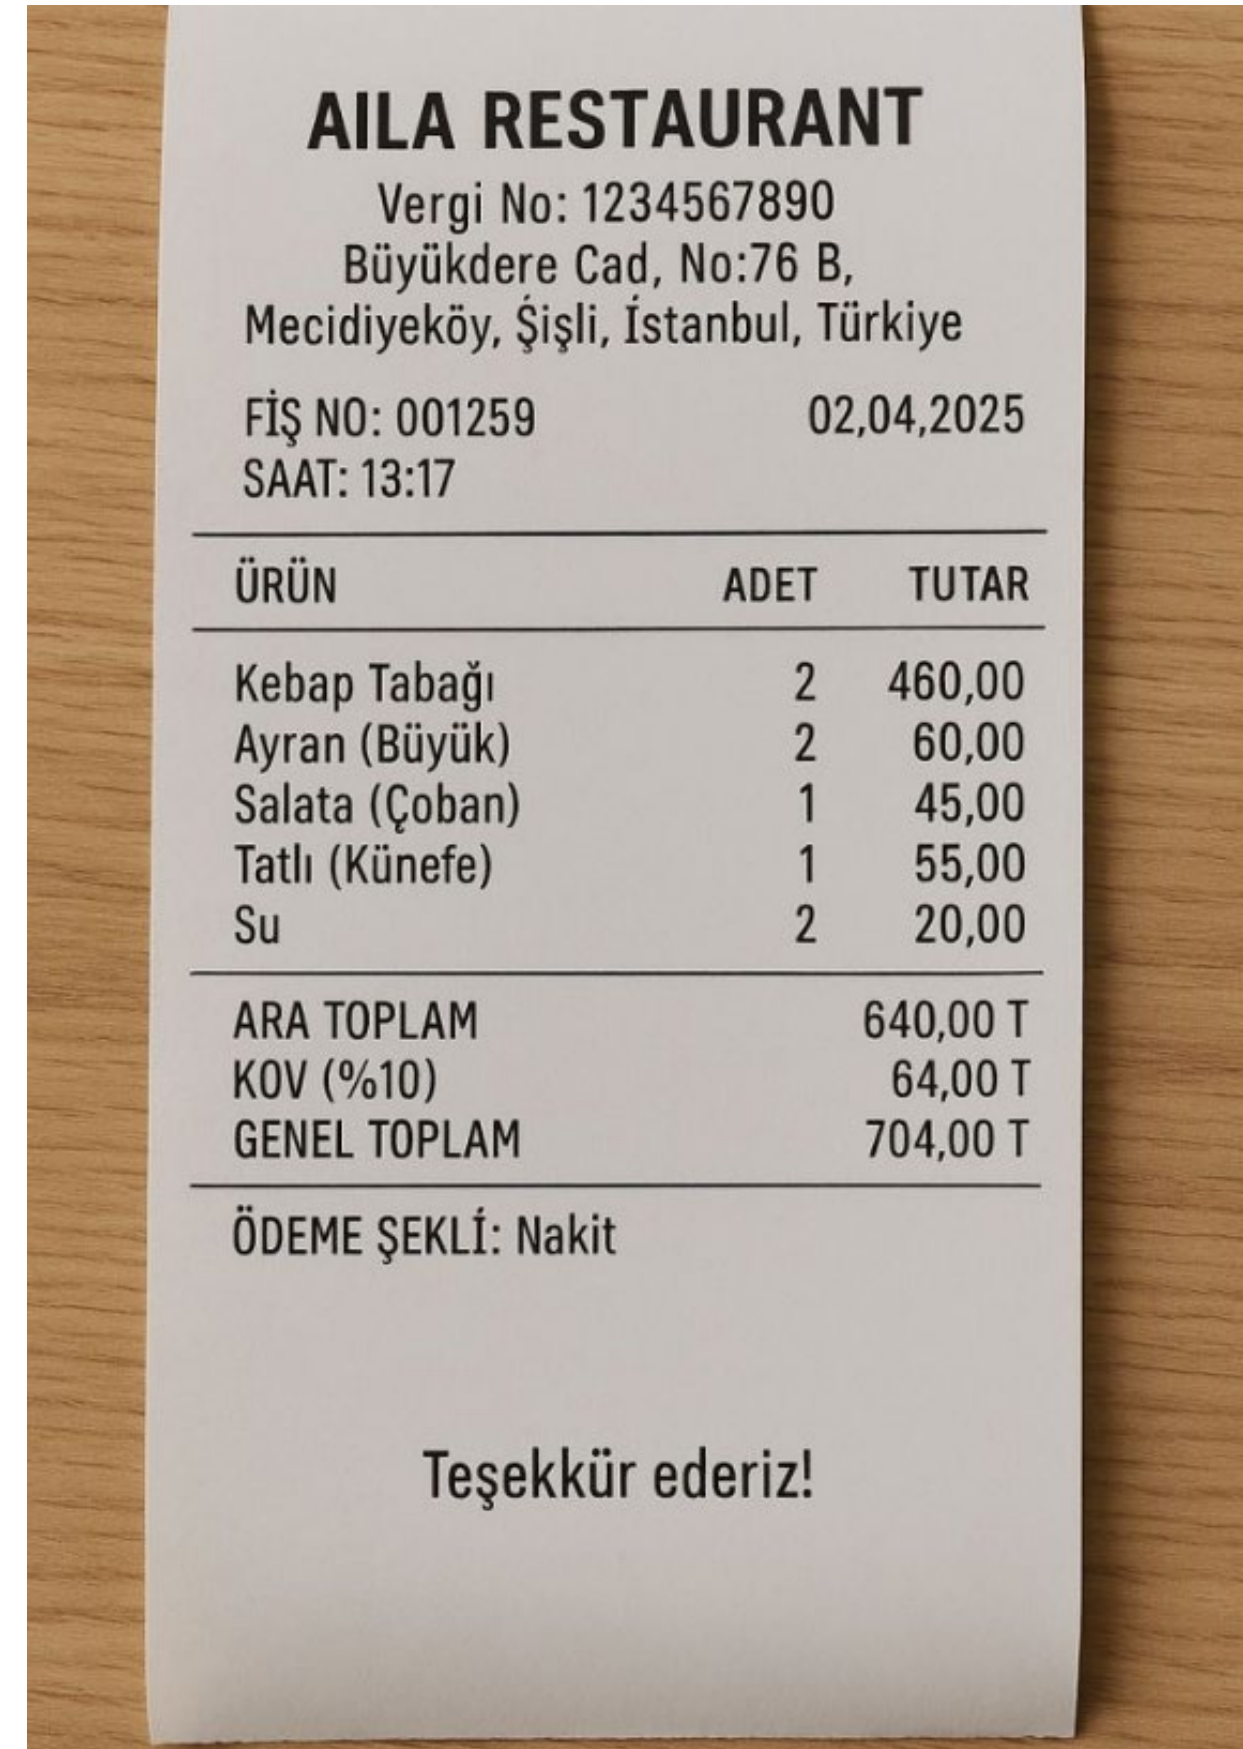 AILA RESTAURANT
Vergi No: 1234567890
Büyükdere Cad, No:76 B,
Mecidiyeköy, Şişli, İstanbul, Türkiye
FİŞ NO: 001259 02,04,2025
SAAT: 13:17
ÜRÜN ADET TUTAR
Kebap Tabağı 2 460,00
Ayran (Büyük) 2 60,00
Salata (Çoban) 1 45,00
Tatlı (Künefe) 1 55,00
Su 2 20,00
ARA TOPLAM 640,00 T
KOV (%10) 64,00 T
GENEL TOPLAM 704,00 T
ÖDEME ŞEKLİ: Nakit
Teşekkür ederiz!